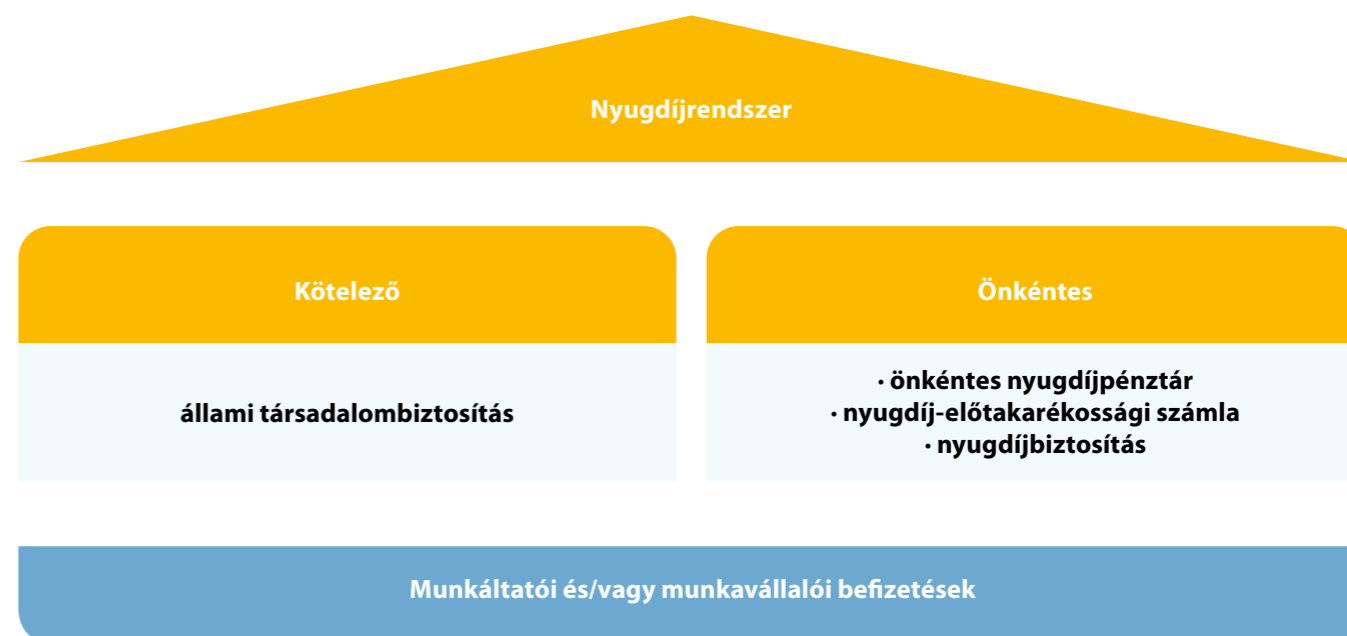 Nyugdíjrendszer
Kötelező
állami társadalombiztosítás
Önkéntes
· önkéntes nyugdíjpénztár
· nyugdíj-előtakarékossági számla
· nyugdíjbiztosítás
Munkáltatói és/vagy munkavállalói befizetések